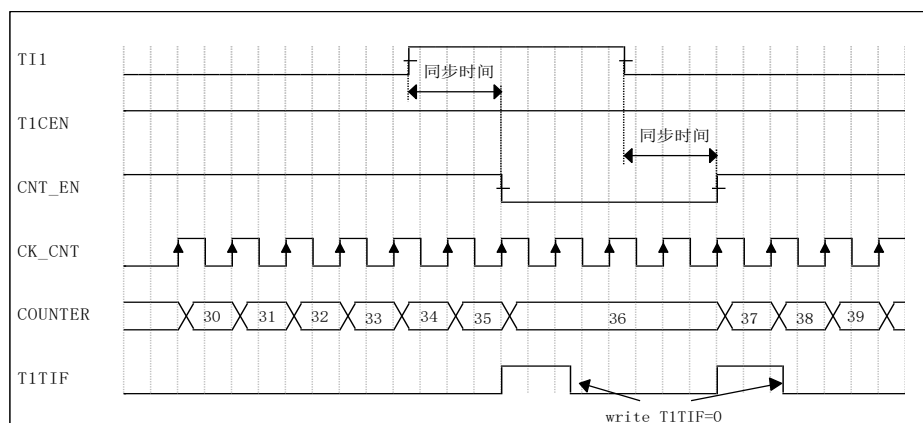 TI1
同步时间
T1CEN
同步时间
CNT_EN
CK_CNT
COUNTER 30 31 32 33 34 35 36 37 38 39
T1TIF
write T1TIF=0